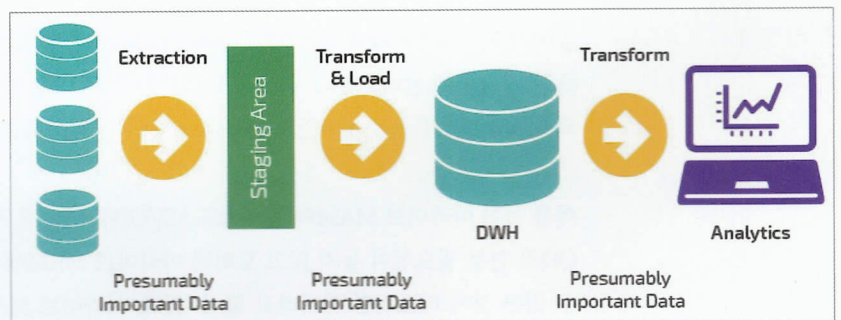 Extraction
Transform
& Load
Transform
Staging Area
DWH
Analytics
Presumably
Important Data
Presumably
Important Data
Presumably
Important Data